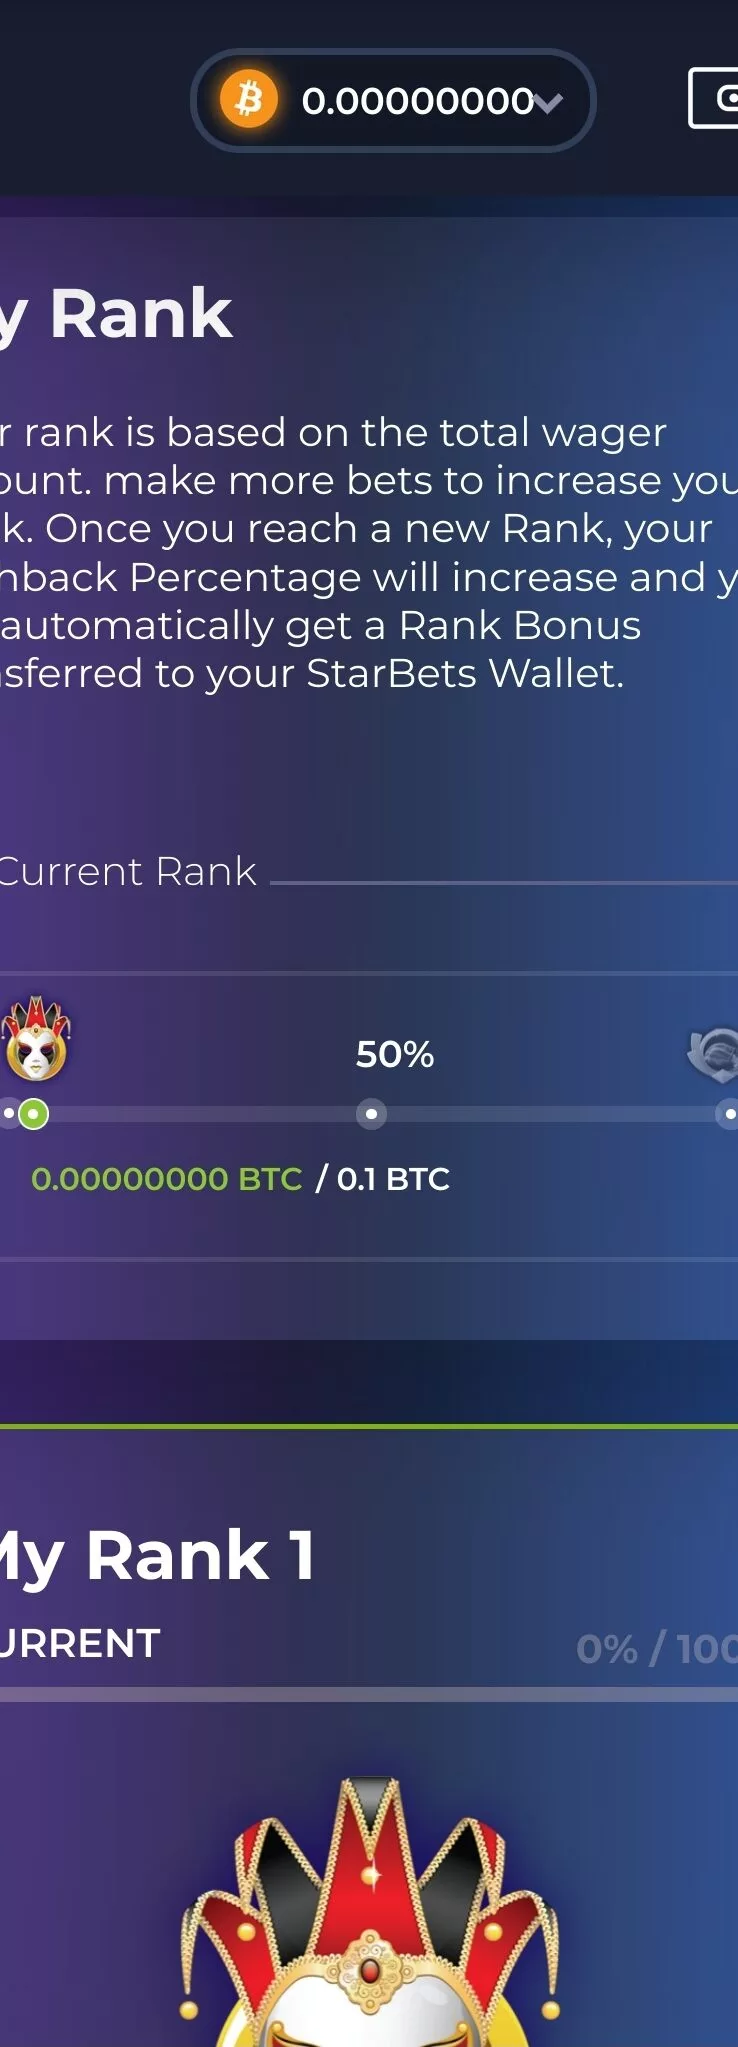 0.00000000
y Rank
r rank is based on the total wager
ount. make more bets to increase you
k. Once you reach a new Rank, your
hback Percentage will increase and y
automatically get a Rank Bonus
nsferred to your StarBets Wallet.
Current Rank
50%
0.00000000 BTC / 0.1 BTC
My Rank 1
URRENT
0% / 100